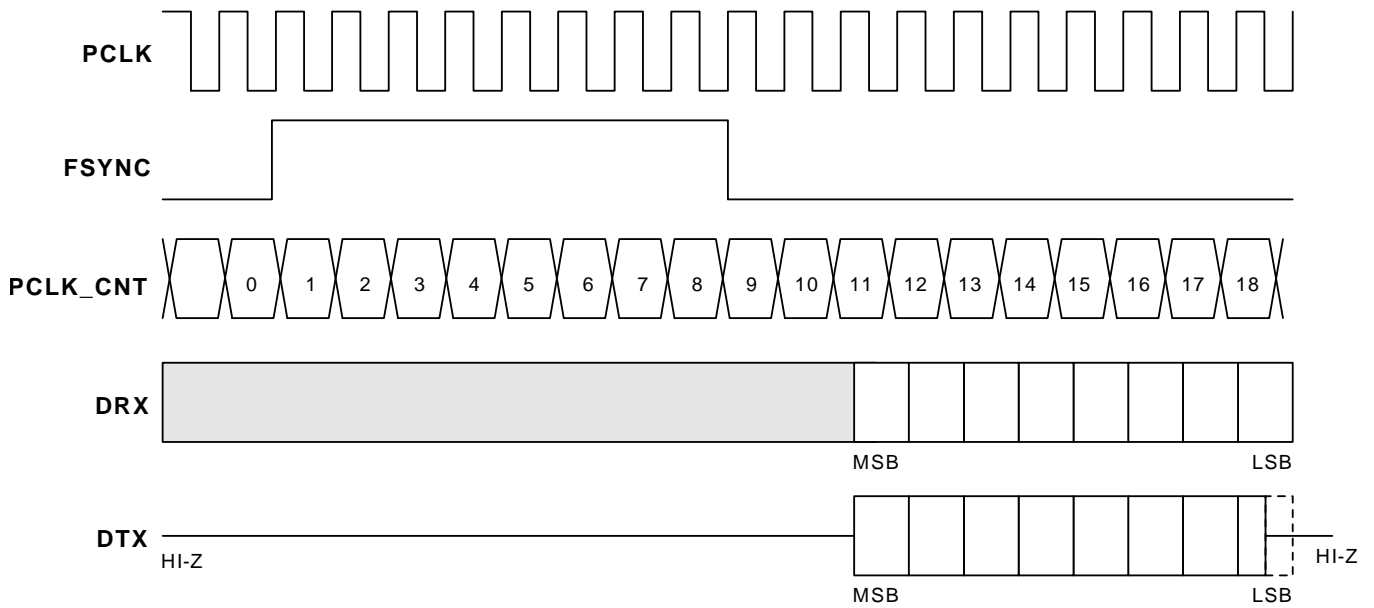 PCLK
FSYNC
PCLK_CNT 0 1 2 3 4 5 6 7 8 9 10 11 12 13 14 15 16 17 18
DRX
MSB LSB
DTX
HI-Z HI-Z
MSB LSB